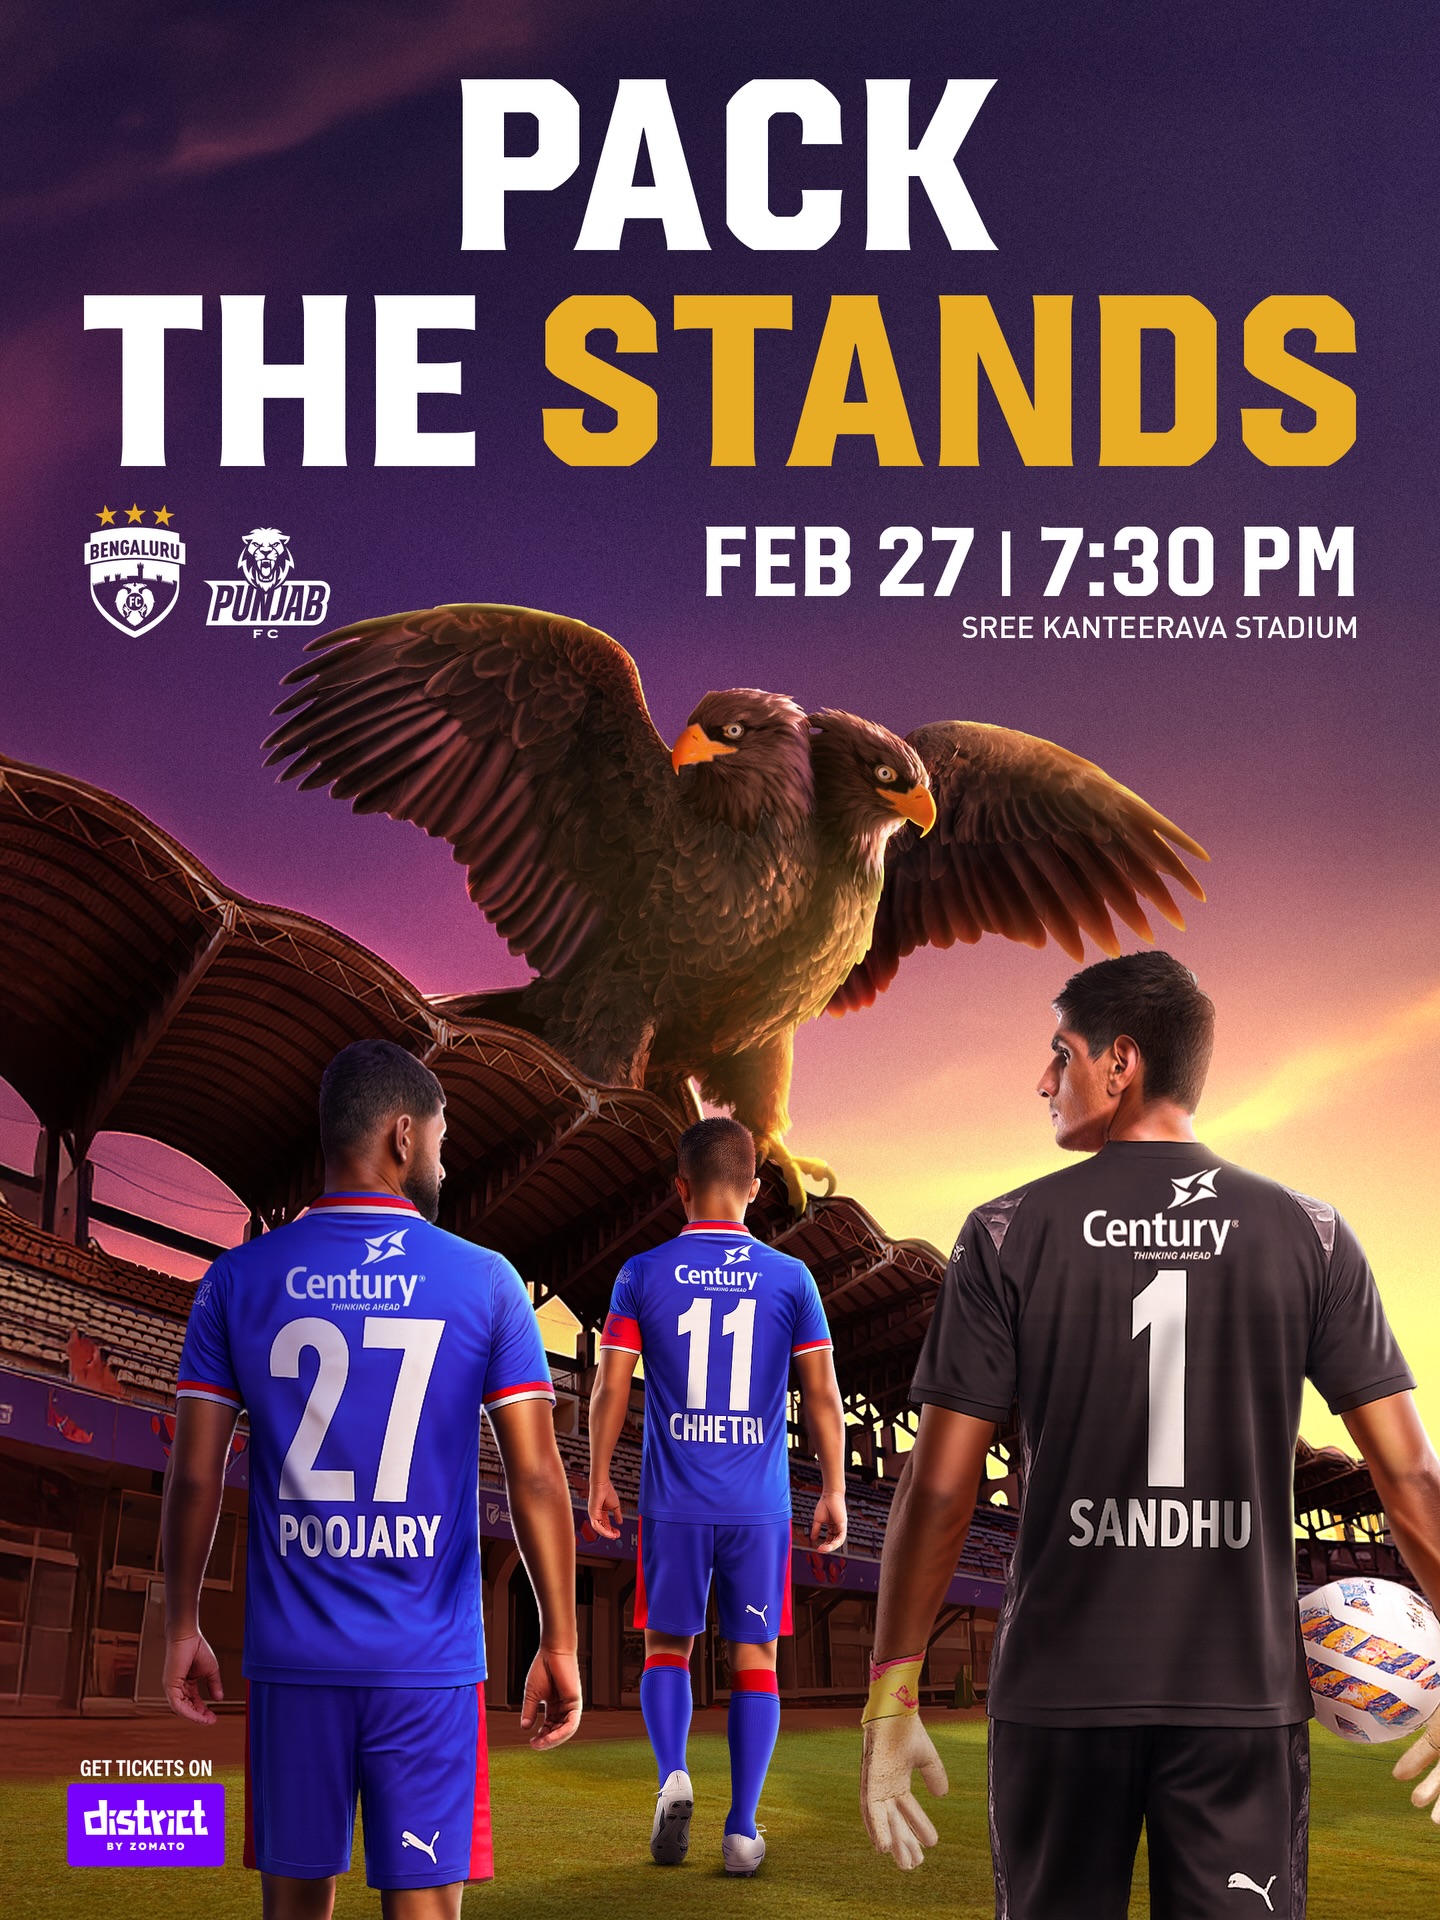 PACK
THE STANDS
BENGALURU
FC
PUNJAB
FC
FEB 27 | 7:30 PM
SREE KANTEERAVA STADIUM
Century®
THINKING AHEAD
27
POOJARY
Century®
THINKING AHEAD
11
CHHETRI
C
Century®
THINKING AHEAD
1
SANDHU
GET TICKETS ON
district
BY ZOMATO